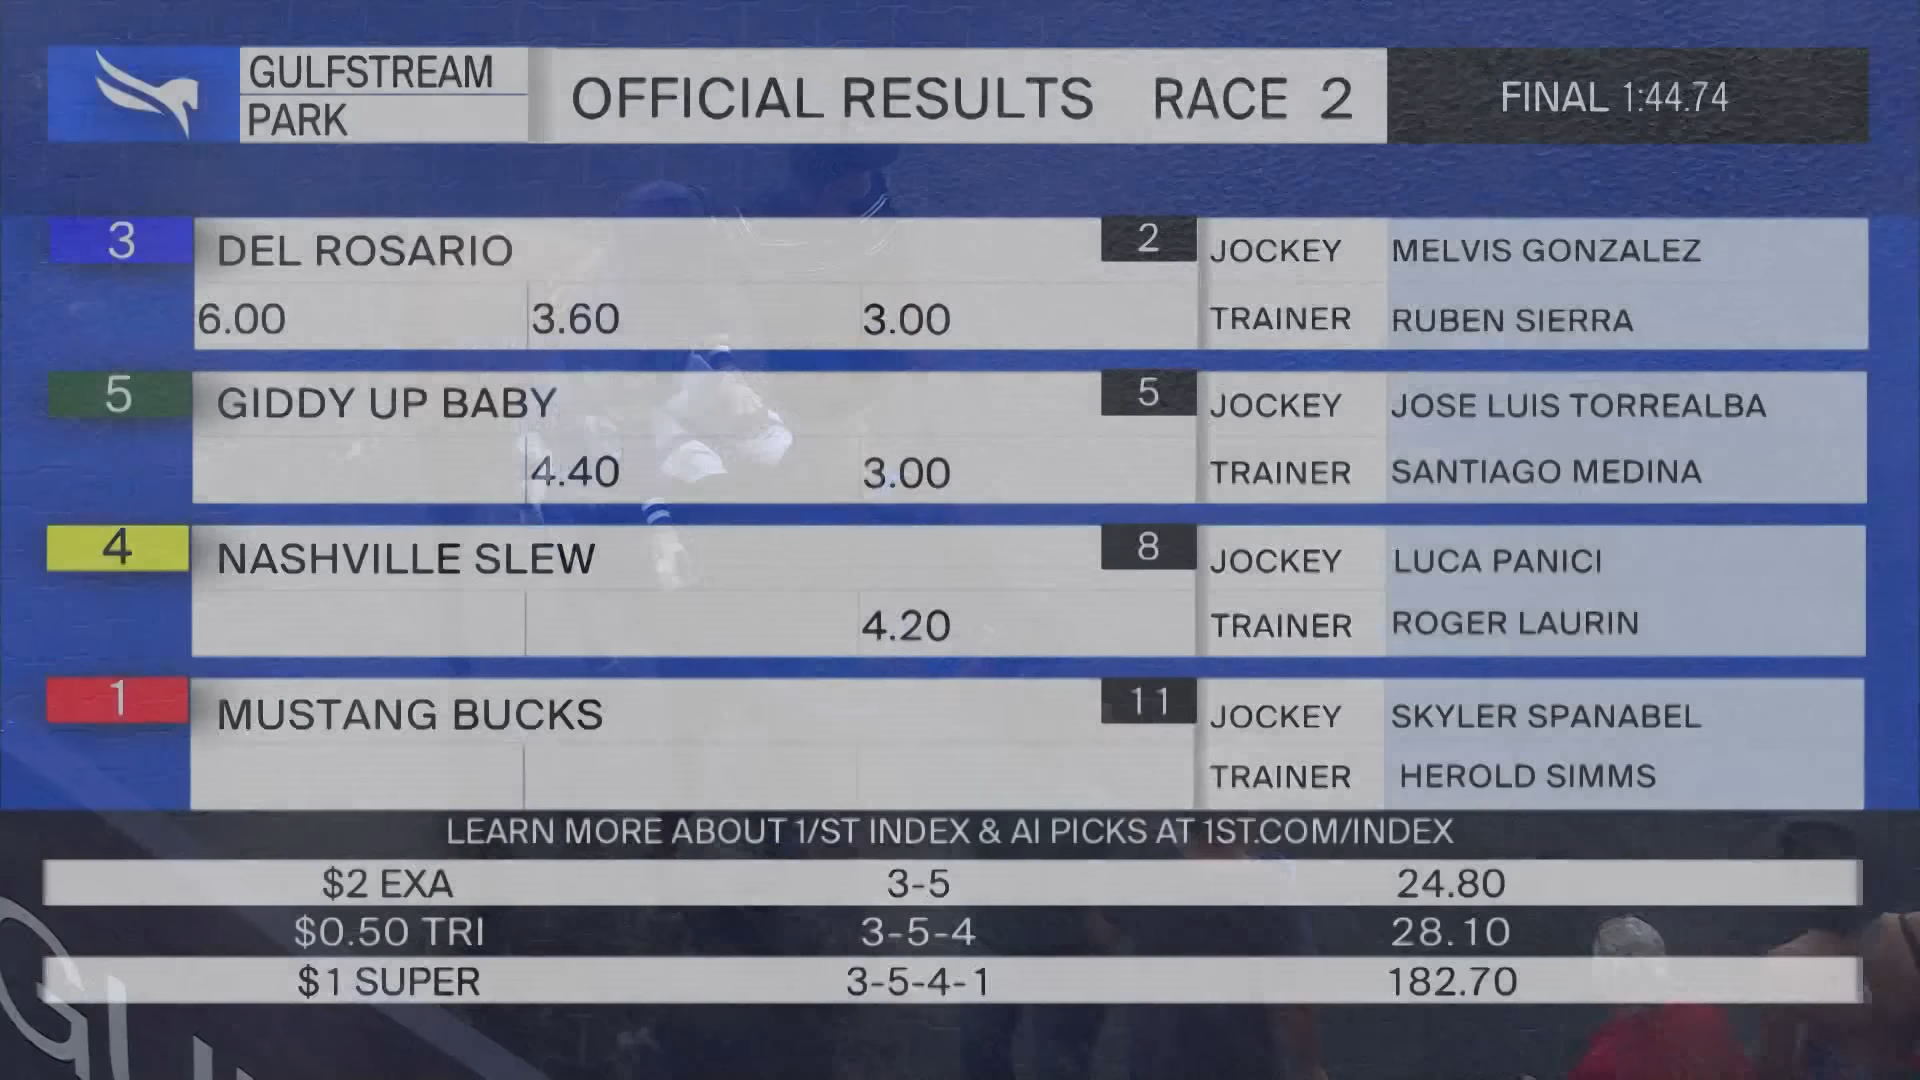 GULFSTREAM
PARK
OFFICIAL RESULTS RACE 2
FINAL 1:44.74
3 DEL ROSARIO 2 JOCKEY MELVIS GONZALEZ
6.00 3.60 3.00 TRAINER RUBEN SIERRA
5 GIDDY UP BABY 5 JOCKEY JOSE LUIS TORREALBA
4.40 3.00 TRAINER SANTIAGO MEDINA
4 NASHVILLE SLEW 8 JOCKEY LUCA PANICI
4.20 TRAINER ROGER LAURIN
1 MUSTANG BUCKS 11 JOCKEY SKYLER SPANABEL
TRAINER HEROLD SIMMS
LEARN MORE ABOUT 1/ST INDEX & AI PICKS AT 1ST.COM/INDEX
$2 EXA 3-5 24.80
$0.50 TRI 3-5-4 28.10
$1 SUPER 3-5-4-1 182.70